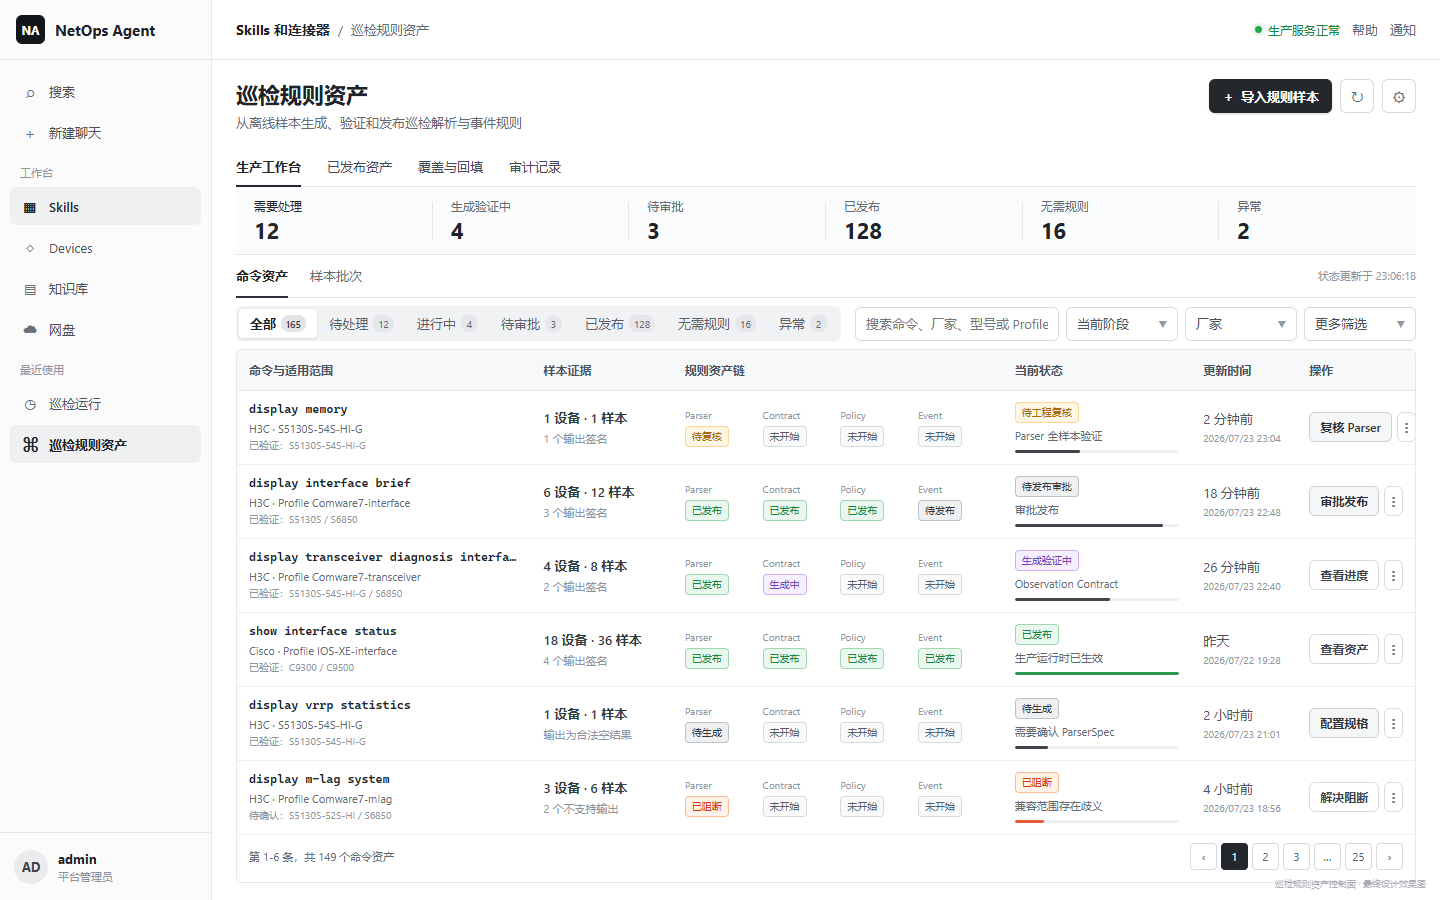 NA NetOps Agent
Skills 和连接器 / 巡检规则资产
生产服务正常 帮助 通知
搜索
+ 新建聊天
工作台
Skills
Devices
知识库
网盘
最近使用
巡检运行
巡检规则资产
AD admin
平台管理员
巡检规则资产
从离线样本生成、验证和发布巡检解析与事件规则
+ 导入规则样本
生产工作台 已发布资产 覆盖与回填 审计记录
需要处理 生成验证中 待审批 已发布 无需规则 异常
12 4 3 128 16 2
命令资产 样本批次 状态更新于 23:06:18
全部 165 待处理 12 进行中 4 待审批 3 已发布 128 无需规则 16 异常 2
搜索命令、厂家、型号或 Profile 当前阶段 厂家 更多筛选
命令与适用范围 样本证据 规则资产链 当前状态 更新时间 操作
display memory
H3C · S5130S-54S-HI-G
已验证：S5130S-54S-HI-G
1 设备 · 1 样本
1 个输出签名
Parser Contract Policy Event
待复核 未开始 未开始 未开始
待工程复核
Parser 全样本验证
2 分钟前
2026/07/23 23:04
复核 Parser
display interface brief
H3C · Profile Comware7-interface
已验证：S5130S / S6850
6 设备 · 12 样本
3 个输出签名
Parser Contract Policy Event
已发布 已发布 已发布 待发布
待发布审批
审批发布
18 分钟前
2026/07/23 22:48
审批发布
display transceiver diagnosis interfa…
H3C · Profile Comware7-transceiver
已验证：S5130S-54S-HI-G / S6850
4 设备 · 8 样本
2 个输出签名
Parser Contract Policy Event
已发布 生成中 未开始 未开始
生成验证中
Observation Contract
26 分钟前
2026/07/23 22:40
查看进度
show interface status
Cisco · Profile IOS-XE-interface
已验证：C9300 / C9500
18 设备 · 36 样本
4 个输出签名
Parser Contract Policy Event
已发布 已发布 已发布 已发布
已发布
生产运行时已生效
昨天
2026/07/22 19:28
查看资产
display vrrp statistics
H3C · S5130S-54S-HI-G
已验证：S5130S-54S-HI-G
1 设备 · 1 样本
输出为合法空结果
Parser Contract Policy Event
待生成 未开始 未开始 未开始
待生成
需要确认 ParserSpec
2 小时前
2026/07/23 21:01
配置规格
display m-lag system
H3C · Profile Comware7-mlag
待确认：S5130S-52S-HI / S6850
3 设备 · 6 样本
2 个不支持输出
Parser Contract Policy Event
已阻断 未开始 未开始 未开始
已阻断
兼容范围存在歧义
4 小时前
2026/07/23 18:56
解决阻断
第 1-6 条，共 149 个命令资产
‹ 1 2 3 … 25 ›
巡检规则资产控制面 · 最终设计效果图